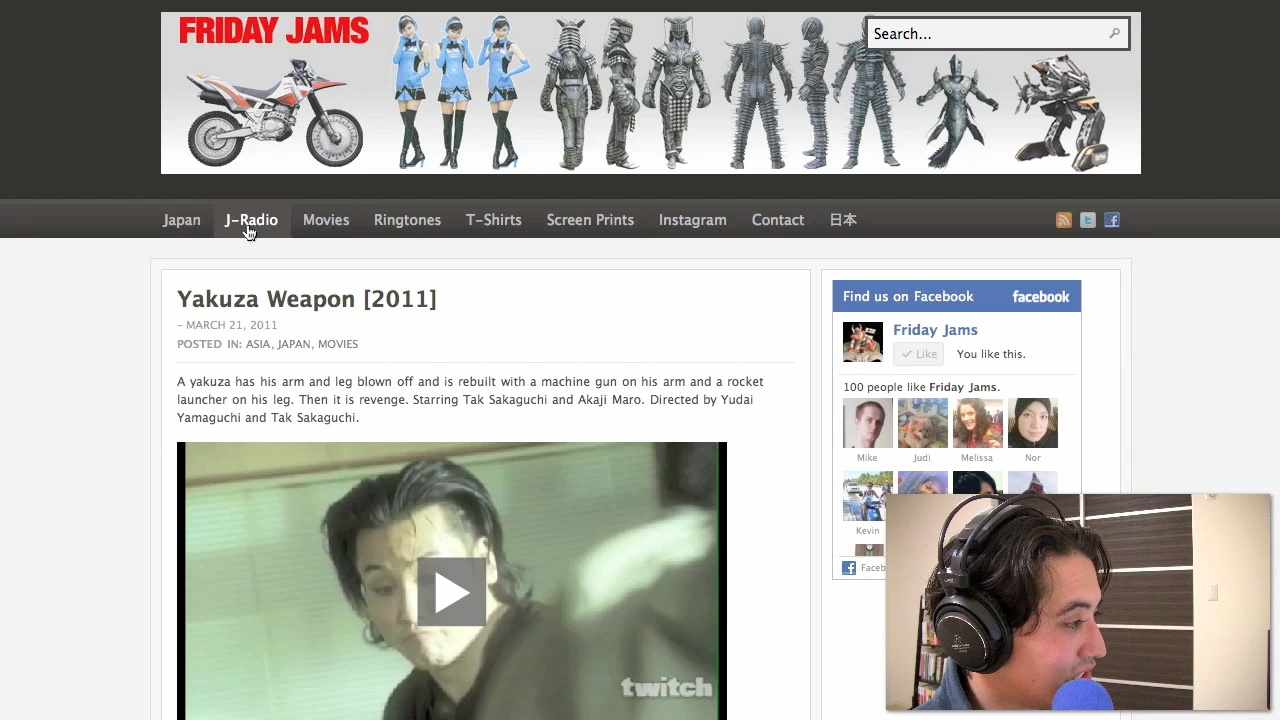 FRIDAY JAMS
Search...
Japan J-Radio Movies Ringtones T-Shirts Screen Prints Instagram Contact 日本
Yakuza Weapon [2011]
– MARCH 21, 2011
POSTED IN: ASIA, JAPAN, MOVIES
A yakuza has his arm and leg blown off and is rebuilt with a machine gun on his arm and a rocket
launcher on his leg. Then it is revenge. Starring Tak Sakaguchi and Akaji Maro. Directed by Yudai
Yamaguchi and Tak Sakaguchi.
twitch
Find us on Facebook facebook
Friday Jams
Like You like this.
100 people like Friday Jams.
Mike Judi Melissa Nor
Kevin
Faceb